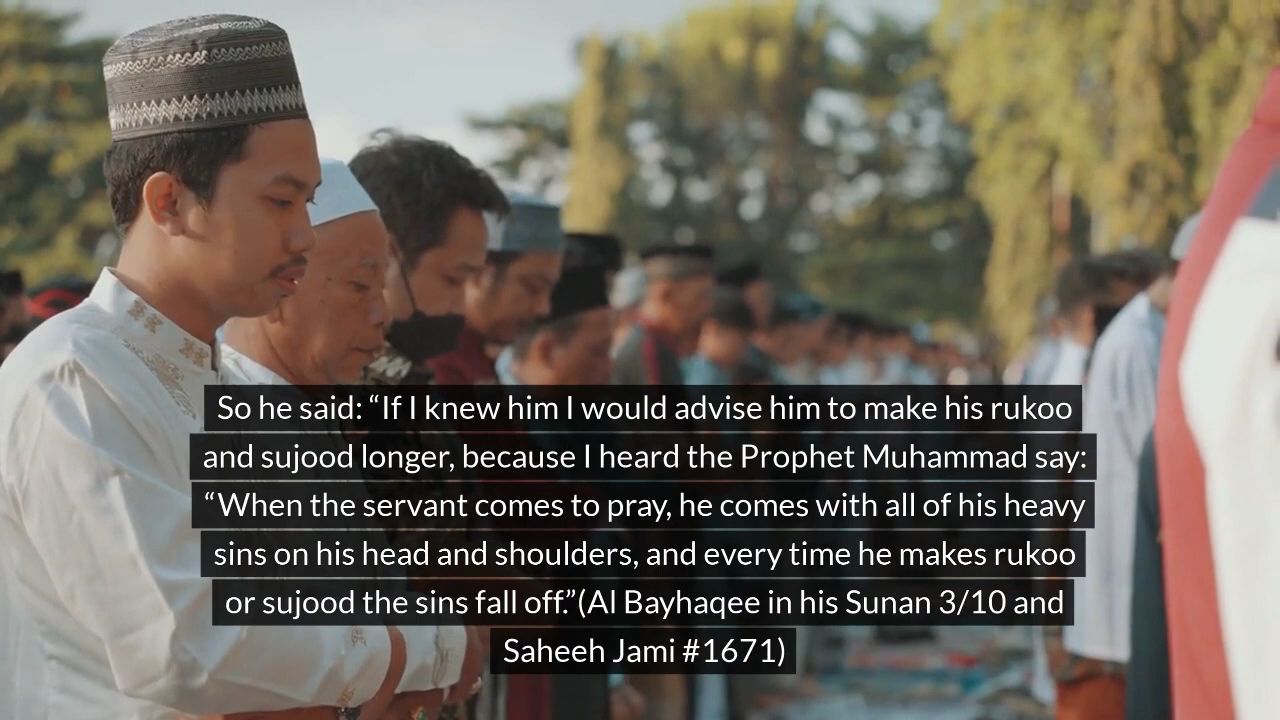 So he said: “If I knew him I would advise him to make his rukoo
and sujood longer, because I heard the Prophet Muhammad say:
“When the servant comes to pray, he comes with all of his heavy
sins on his head and shoulders, and every time he makes rukoo
or sujood the sins fall off.”(Al Bayhaqee in his Sunan 3/10 and
Saheeh Jami #1671)